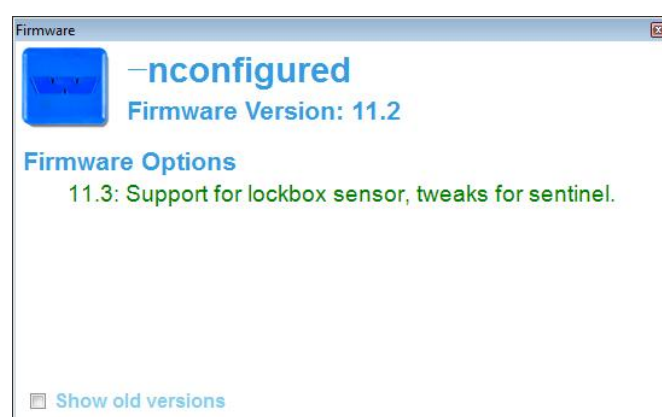 Firmware
–nconfigured
Firmware Version: 11.2
Firmware Options
11.3: Support for lockbox sensor, tweaks for sentinel.
Show old versions